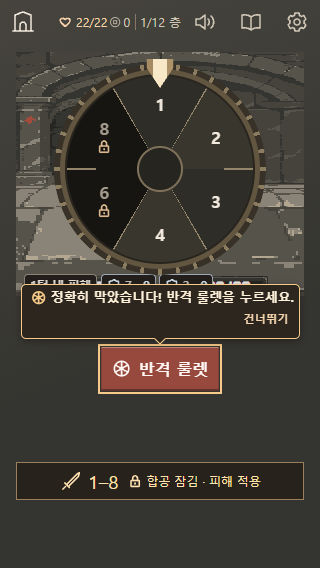 22/22 0 1/12 층
1
8
2
6
3
4
정확히 막았습니다! 반격 룰렛을 누르세요.
건너뛰기
반격 룰렛
1–8 합공 잠김 · 피해 적용